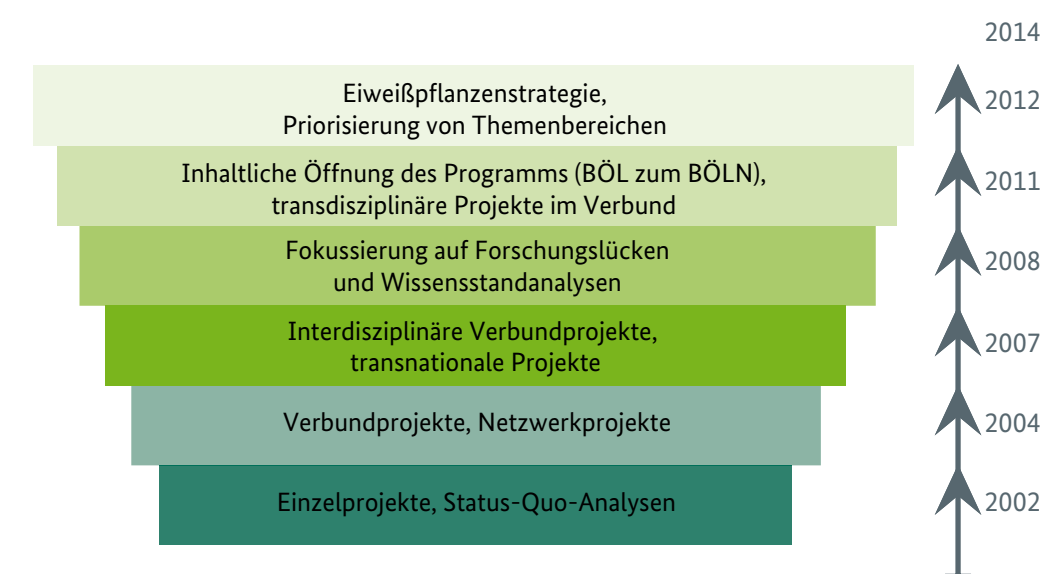 2014
Eiweißpflanzenstrategie,
Priorisierung von Themenbereichen
2012
Inhaltliche Öffnung des Programms (BÖL zum BÖLN),
transdisziplinäre Projekte im Verbund
2011
Fokussierung auf Forschungslücken
und Wissensstandanalysen
2008
Interdisziplinäre Verbundprojekte,
transnationale Projekte
2007
Verbundprojekte, Netzwerkprojekte
2004
Einzelprojekte, Status-Quo-Analysen
2002